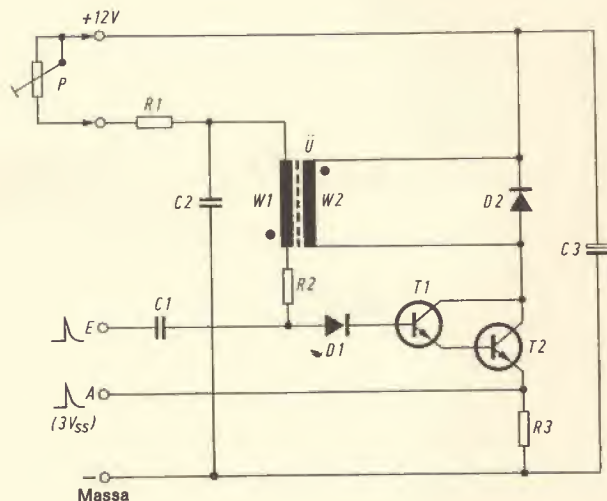 +12V
P
R1
Ü
C2
W1
W2
D2
C3
R2
T1
C1
E
D1
T2
A
(3Vss)
R3
−
Massa